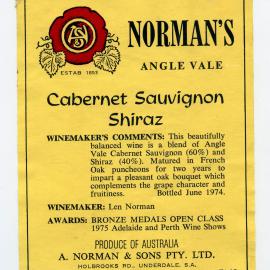 ANS
NORMAN'S
ESTAB 1853
ANGLE VALE
Cabernet Sauvignon
Shiraz
WINEMAKER'S COMMENTS: This beautifully
balanced wine is a blend of Angle
Vale Cabernet Sauvignon (60%) and
Shiraz (40%). Matured in French
Oak puncheons for two years to
impart a pleasant oak bouquet which
complements the grape character and
fruitiness. Bottled June 1974.
WINEMAKER: Len Norman
AWARDS: BRONZE MEDALS OPEN CLASS
1975 Adelaide and Perth Wine Shows
PRODUCE OF AUSTRALIA
A. NORMAN & SONS PTY. LTD.
HOLBROOKS RD., UNDERDALE, S.A.